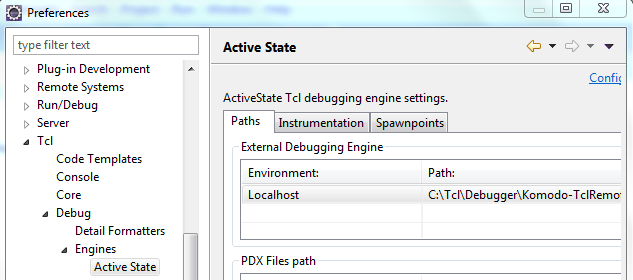 Preferences
type filter text
Plug-in Development
Remote Systems
Run/Debug
Server
Tcl
Code Templates
Console
Core
Debug
Detail Formatters
Engines
Active State
Active State
Config
ActiveState Tcl debugging engine settings.
Paths Instrumentation Spawnpoints
External Debugging Engine
Environment: Path:
Localhost C:\Tcl\Debugger\Komodo-TclRemo
PDX Files path